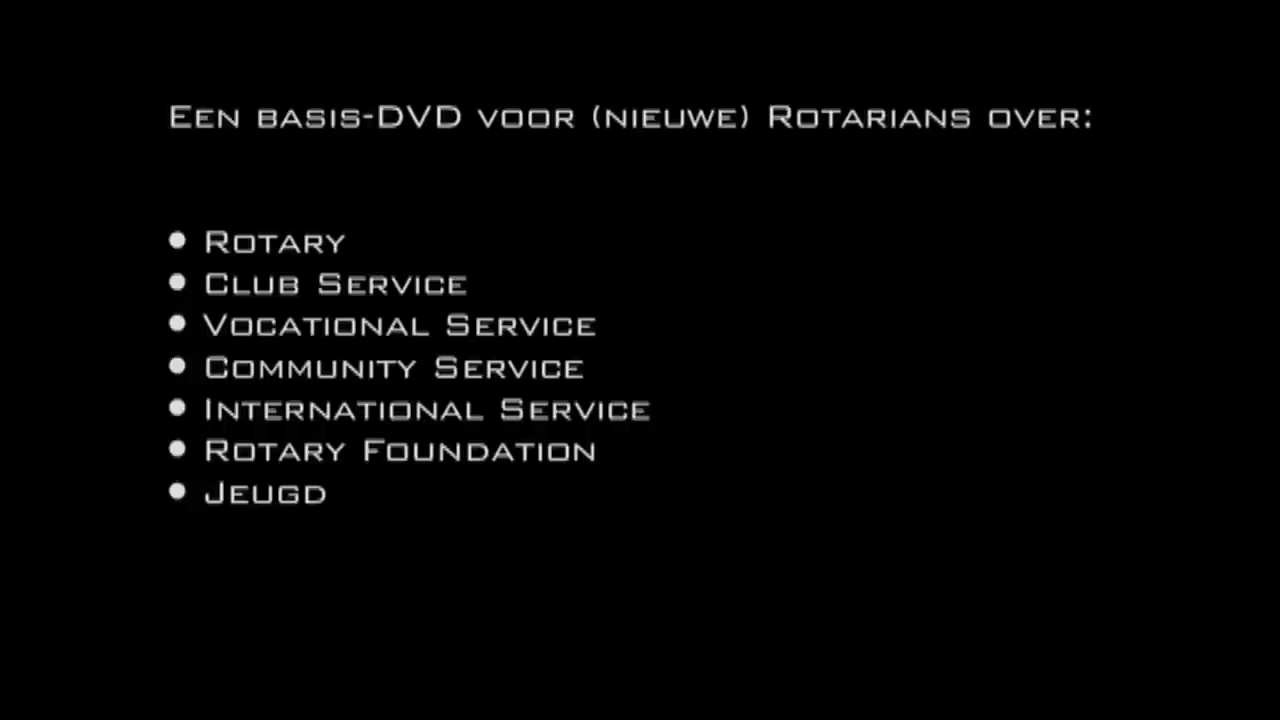 Een basis-DVD voor (nieuwe) Rotarians over:
• Rotary
• Club Service
• Vocational Service
• Community Service
• International Service
• Rotary Foundation
• Jeugd